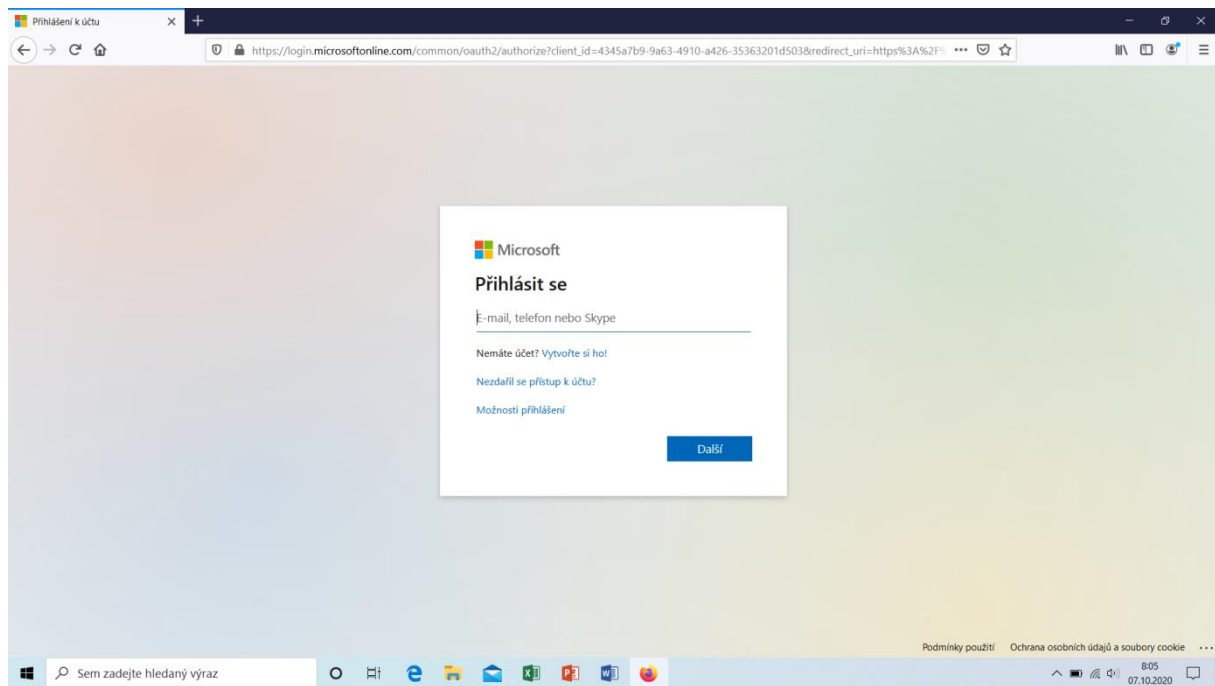 Přihlášení k účtu
https://login.microsoftonline.com/common/oauth2/authorize?client_id=4345a7b9-9a63-4910-a426-35363201d503&redirect_uri=https%3A%2F%
Microsoft
Přihlásit se
E-mail, telefon nebo Skype
Nemáte účet? Vytvořte si ho!
Nezdařil se přístup k účtu?
Možnosti přihlášení
Další
Podmínky použití Ochrana osobních údajů a soubory cookie
Sem zadejte hledaný výraz
8:05
07.10.2020